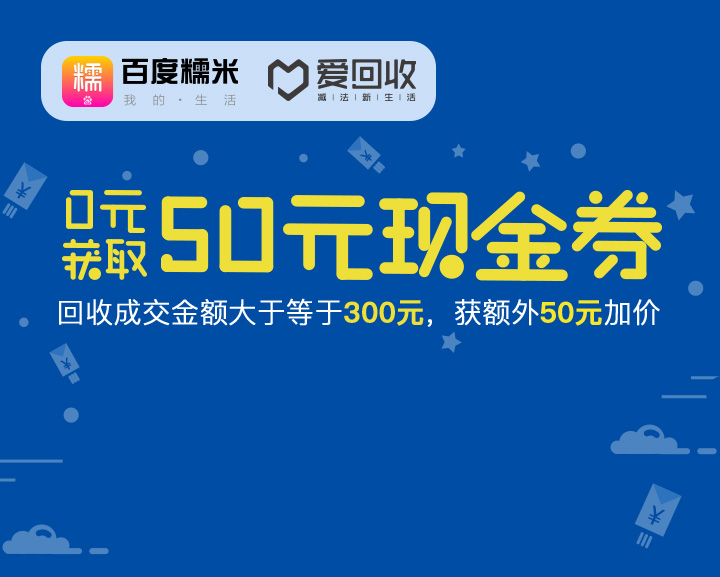 糯 百度糯米
我的·生活
爱回收
减|法|新|生|活
0元
获取
50元现金券
回收成交金额大于等于300元，获额外50元加价
¥
¥
¥
¥